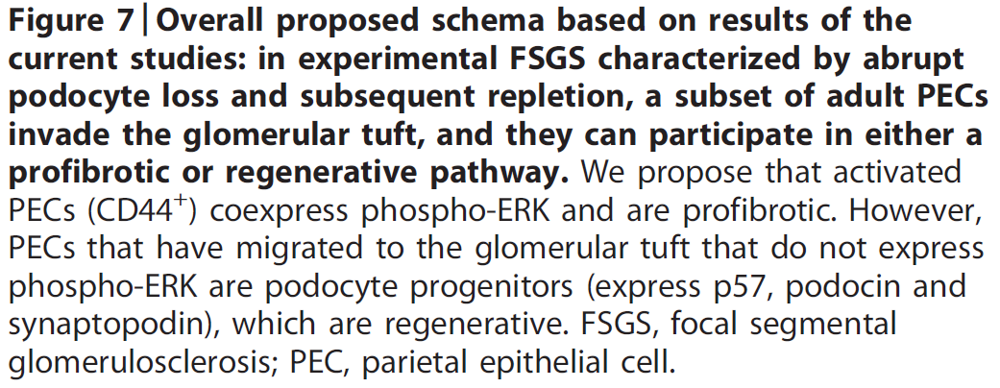 Figure 7 | Overall proposed schema based on results of the
current studies: in experimental FSGS characterized by abrupt
podocyte loss and subsequent repletion, a subset of adult PECs
invade the glomerular tuft, and they can participate in either a
profibrotic or regenerative pathway. We propose that activated
PECs (CD44⁺) coexpress phospho-ERK and are profibrotic. However,
PECs that have migrated to the glomerular tuft that do not express
phospho-ERK are podocyte progenitors (express p57, podocin and
synaptopodin), which are regenerative. FSGS, focal segmental
glomerulosclerosis; PEC, parietal epithelial cell.